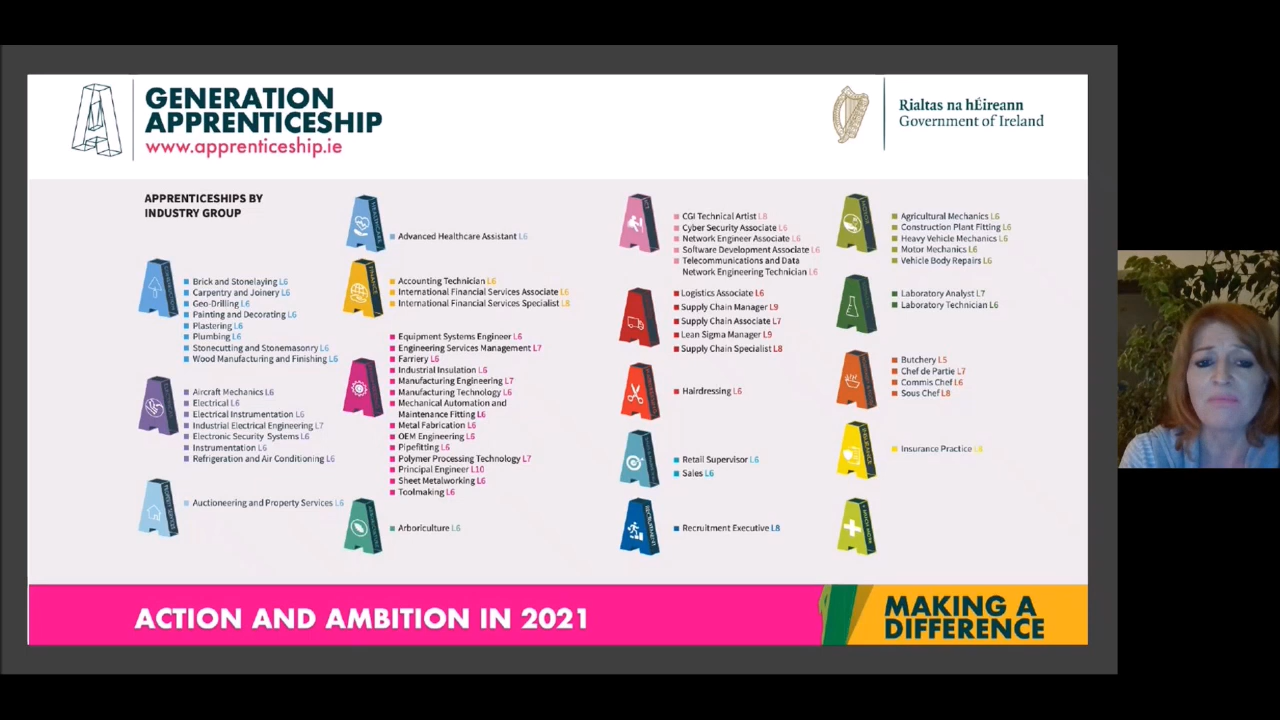 GENERATION
APPRENTICESHIP
www.apprenticeship.ie
Rialtas na hÉireann
Government of Ireland
APPRENTICESHIPS BY
INDUSTRY GROUP
Brick and Stonelaying L6
Carpentry and Joinery L6
Geo-Drilling L6
Painting and Decorating L6
Plastering L6
Plumbing L6
Stonecutting and Stonemasonry L6
Wood Manufacturing and Finishing L6
Aircraft Mechanics L6
Electrical L6
Electrical Instrumentation L6
Industrial Electrical Engineering L7
Electronic Security Systems L6
Instrumentation L6
Refrigeration and Air Conditioning L6
Auctioneering and Property Services L6
Advanced Healthcare Assistant L6
FINANCE
Accounting Technician L6
International Financial Services Associate L6
International Financial Services Specialist L8
Equipment Systems Engineer L6
Engineering Services Management L7
Farriery L6
Industrial Insulation L6
Manufacturing Engineering L7
Manufacturing Technology L6
Mechanical Automation and
Maintenance Fitting L6
Metal Fabrication L6
OEM Engineering L6
Pipefitting L6
Polymer Processing Technology L7
Principal Engineer L10
Sheet Metalworking L6
Toolmaking L6
Arboriculture L6
CGI Technical Artist L8
Cyber Security Associate L6
Network Engineer Associate L6
Software Development Associate L6
Telecommunications and Data
Network Engineering Technician L6
Logistics Associate L6
Supply Chain Manager L9
Supply Chain Associate L7
Lean Sigma Manager L9
Supply Chain Specialist L8
Hairdressing L6
Retail Supervisor L6
Sales L6
RECRUITMENT
Recruitment Executive L8
Agricultural Mechanics L6
Construction Plant Fitting L6
Heavy Vehicle Mechanics L6
Motor Mechanics L6
Vehicle Body Repairs L6
Laboratory Analyst L7
Laboratory Technician L6
Butchery L5
Chef de Partie L7
Commis Chef L6
Sous Chef L8
INSURANCE
Insurance Practice L8
ACTION AND AMBITION IN 2021
MAKING A
DIFFERENCE